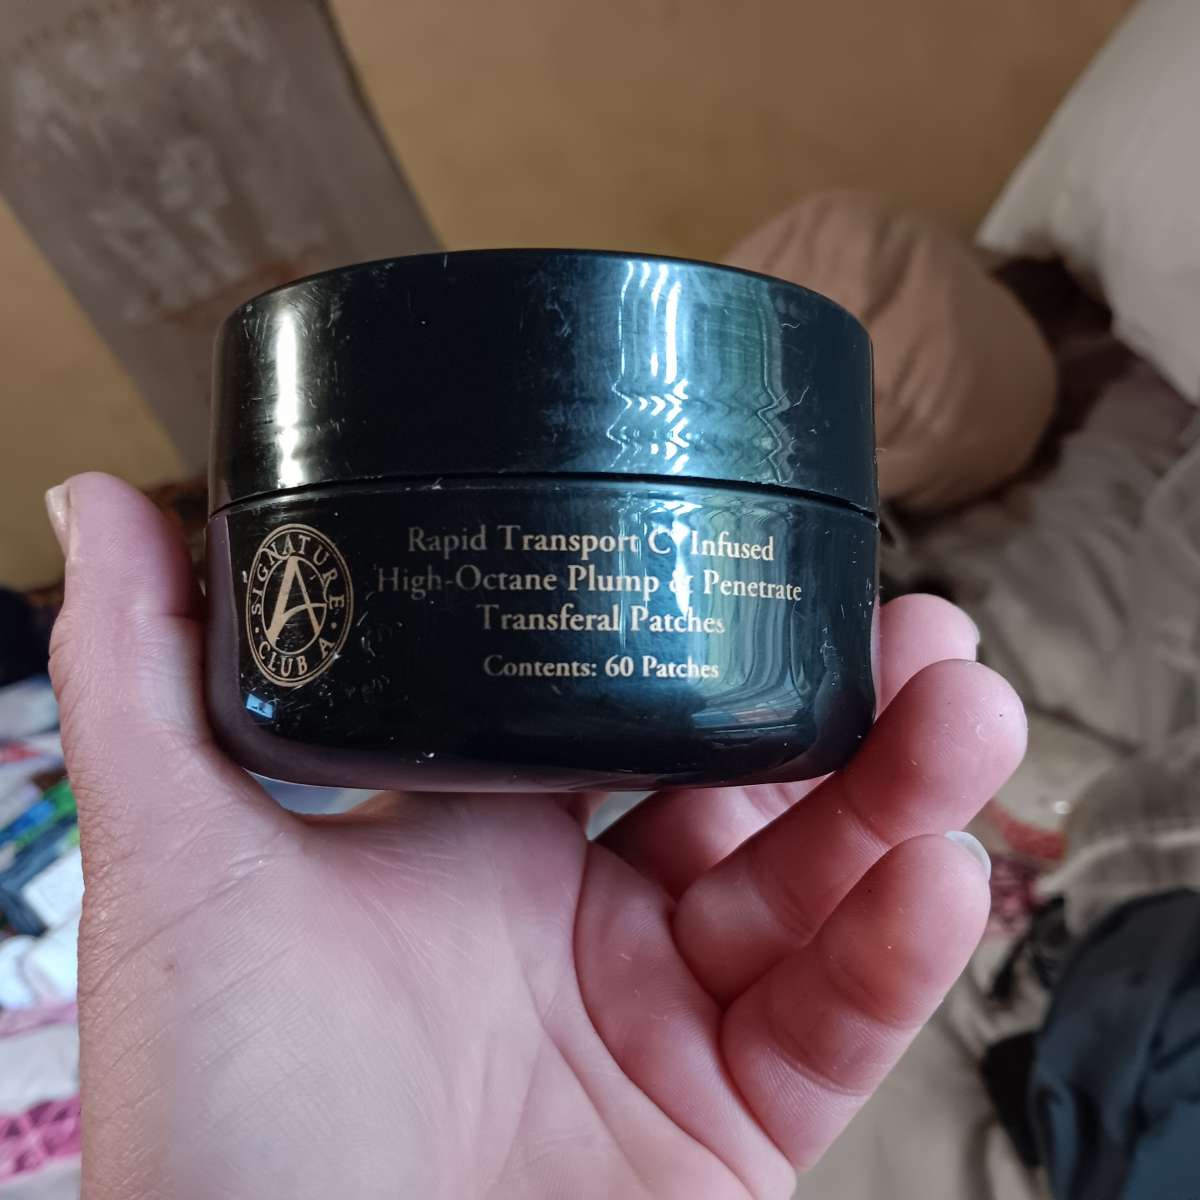 SIGNATURE CLUB A
A
Rapid Transport C' Infused
High-Octane Plump & Penetrate
Transferal Patches
Contents: 60 Patches